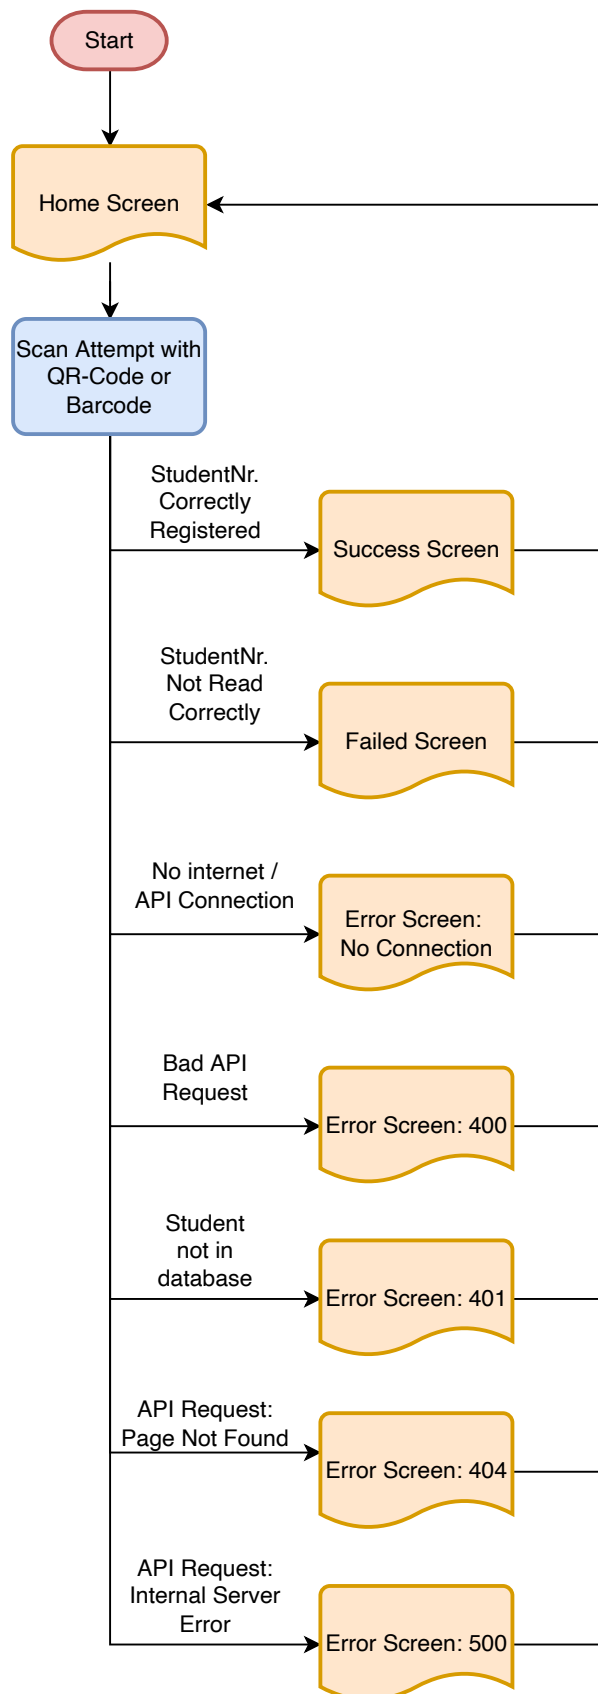 Start
Home Screen
Scan Attempt with
QR-Code or
Barcode
StudentNr.
Correctly
Registered
Success Screen
StudentNr.
Not Read
Correctly
Failed Screen
No internet /
API Connection
Error Screen:
No Connection
Bad API
Request
Error Screen: 400
Student
not in
database
Error Screen: 401
API Request:
Page Not Found
Error Screen: 404
API Request:
Internal Server
Error
Error Screen: 500